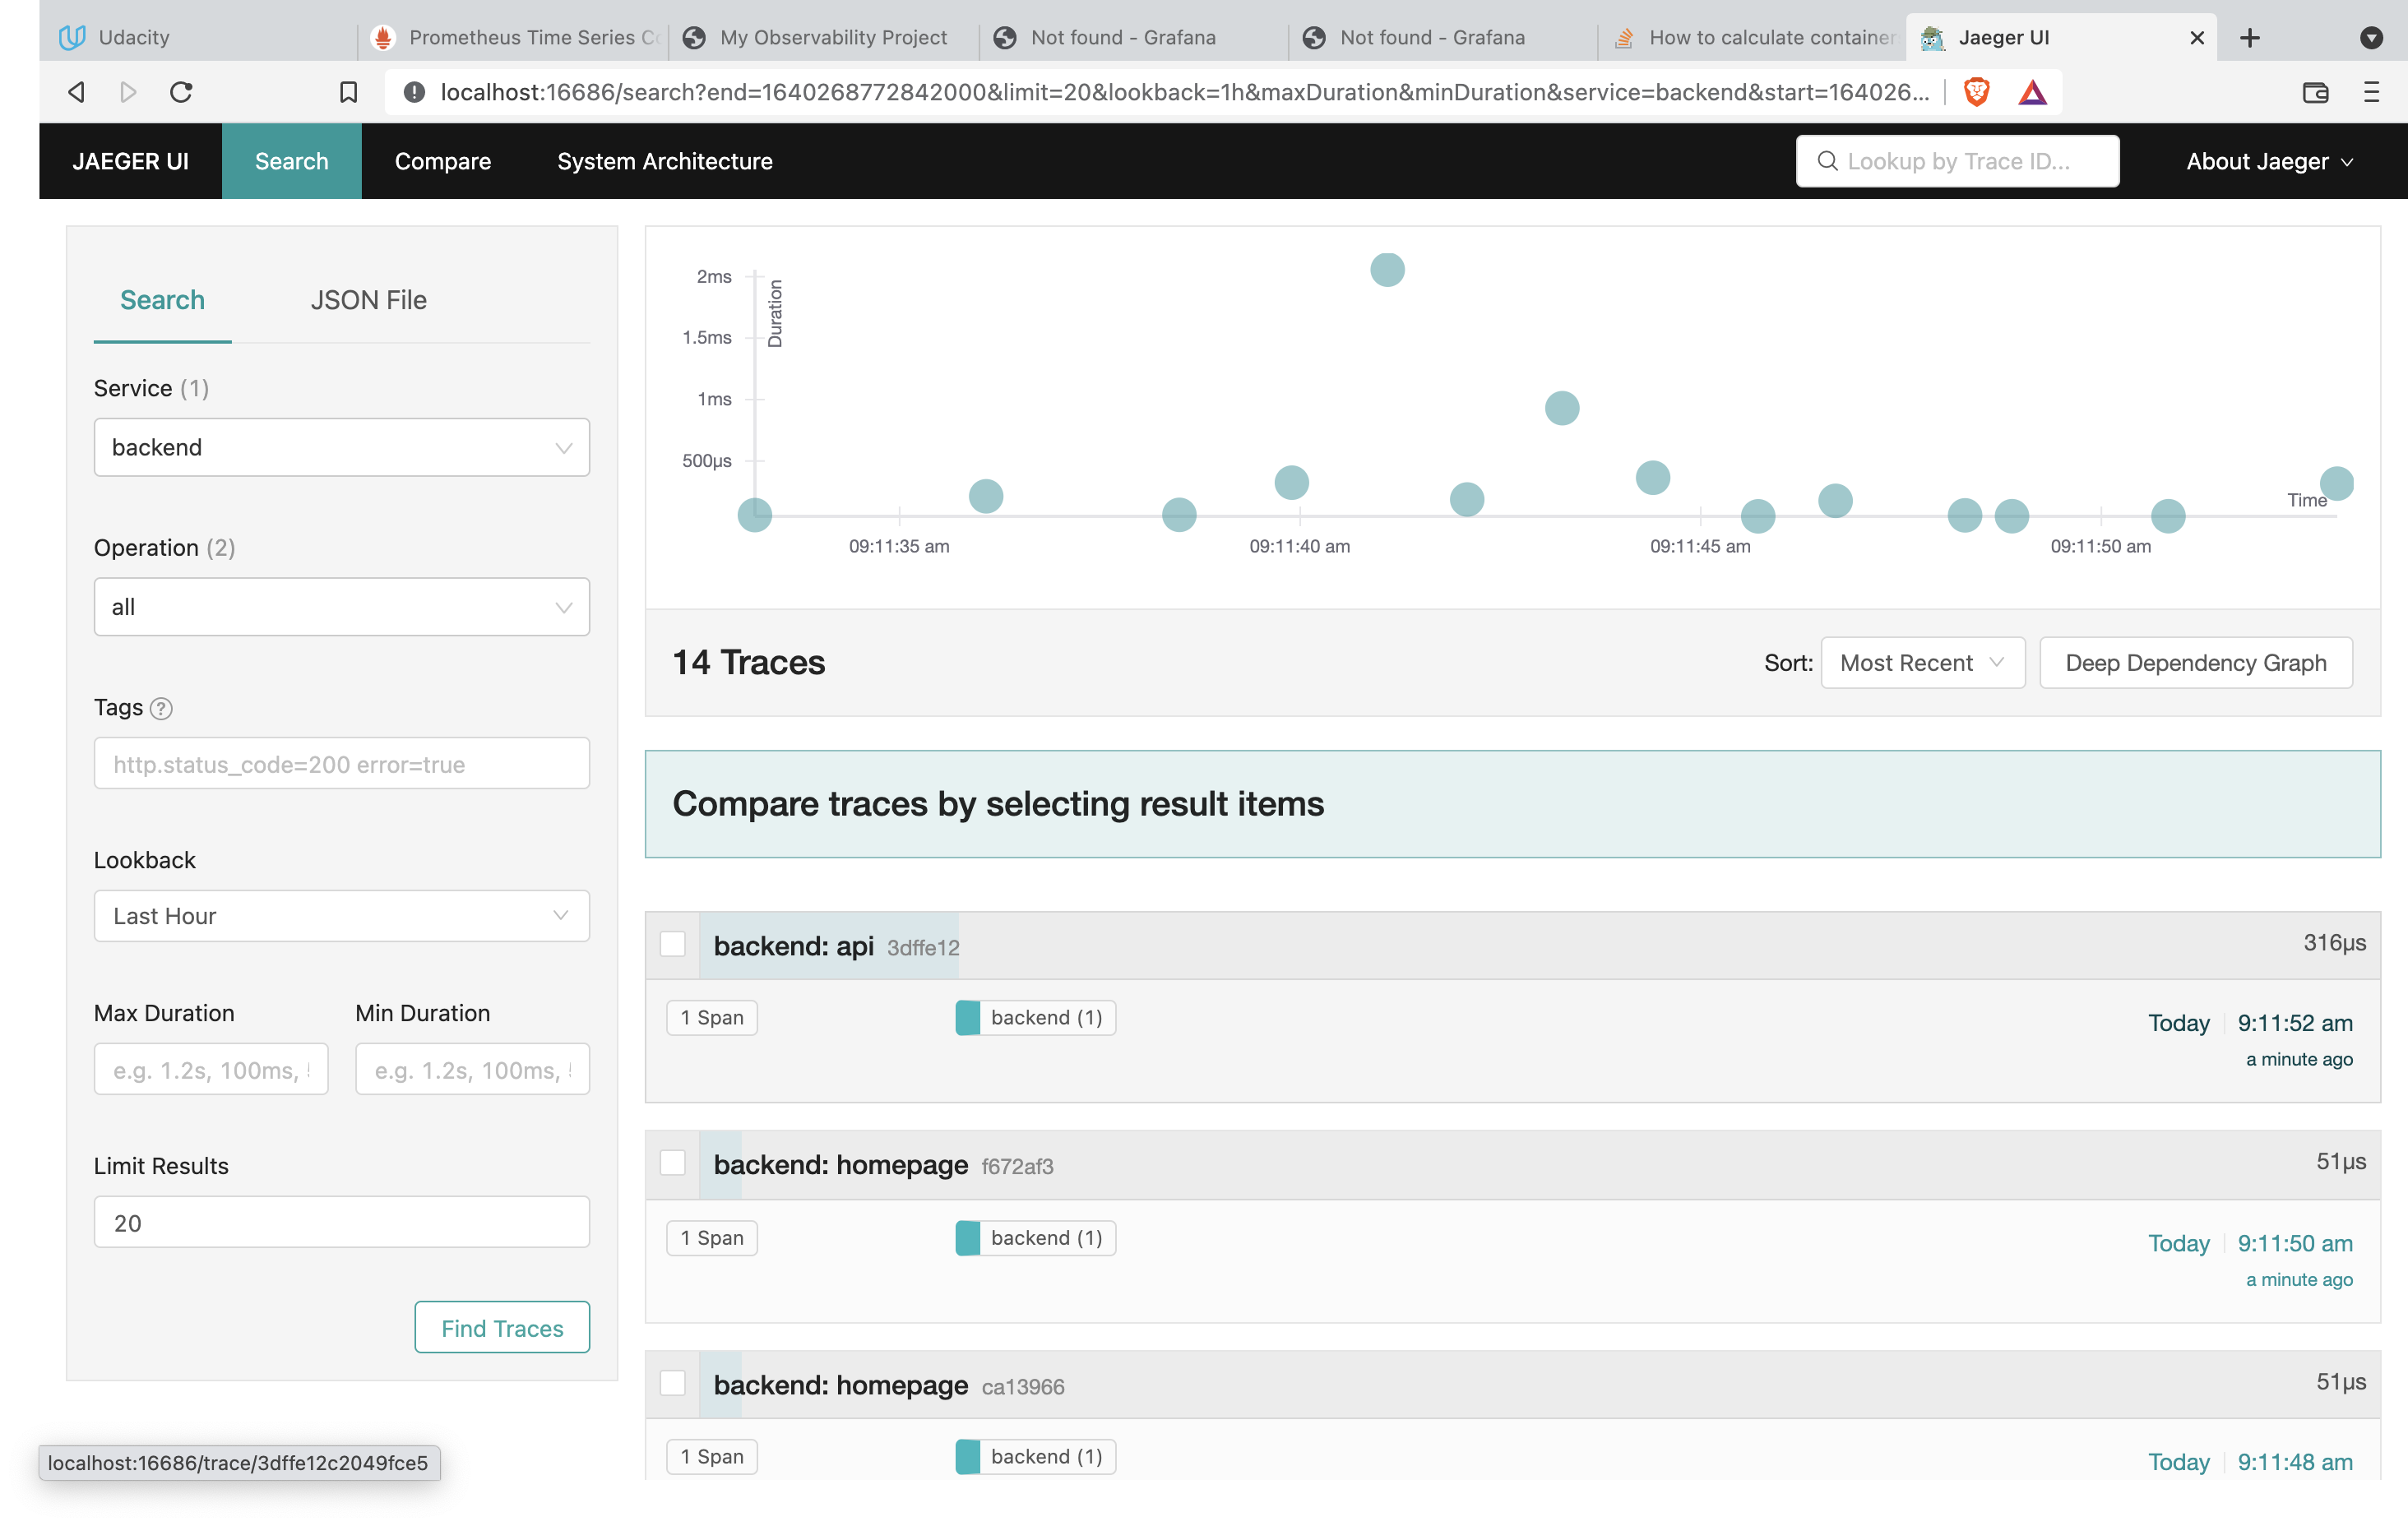 Udacity
Prometheus Time Series Co
My Observability Project
Not found - Grafana
Not found - Grafana
How to calculate container
Jaeger UI
localhost:16686/search?end=1640268772842000&limit=20&lookback=1h&maxDuration&minDuration&service=backend&start=164026...
JAEGER UI
Search
Compare
System Architecture
Lookup by Trace ID...
About Jaeger
Search
JSON File
Service (1)
backend
Operation (2)
all
Tags ?
http.status_code=200 error=true
Lookback
Last Hour
Max Duration
Min Duration
e.g. 1.2s, 100ms,
e.g. 1.2s, 100ms,
Limit Results
20
Find Traces
2ms
1.5ms
1ms
500μs
Duration
Time
09:11:35 am
09:11:40 am
09:11:45 am
09:11:50 am
14 Traces
Sort: Most Recent
Deep Dependency Graph
Compare traces by selecting result items
backend: api 3dffe12
316μs
1 Span
backend (1)
Today 9:11:52 am
a minute ago
backend: homepage f672af3
51μs
1 Span
backend (1)
Today 9:11:50 am
a minute ago
backend: homepage ca13966
51μs
1 Span
backend (1)
Today 9:11:48 am
localhost:16686/trace/3dffe12c2049fce5